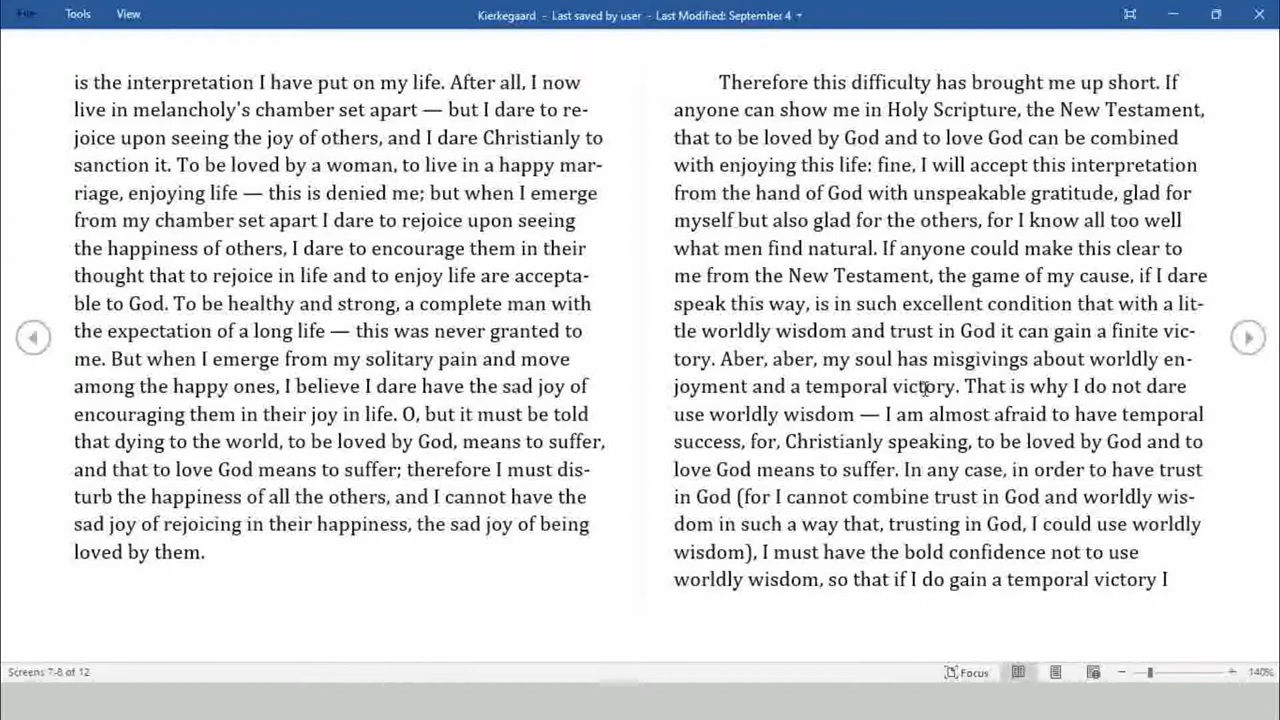 File Tools View Kierkegaard – Last saved by user – Last Modified: September 4
is the interpretation I have put on my life. After all, I now
live in melancholy's chamber set apart — but I dare to re-
joice upon seeing the joy of others, and I dare Christianly to
sanction it. To be loved by a woman, to live in a happy mar-
riage, enjoying life — this is denied me; but when I emerge
from my chamber set apart I dare to rejoice upon seeing
the happiness of others, I dare to encourage them in their
thought that to rejoice in life and to enjoy life are accepta-
ble to God. To be healthy and strong, a complete man with
the expectation of a long life — this was never granted to
me. But when I emerge from my solitary pain and move
among the happy ones, I believe I dare have the sad joy of
encouraging them in their joy in life. O, but it must be told
that dying to the world, to be loved by God, means to suffer,
and that to love God means to suffer; therefore I must dis-
turb the happiness of all the others, and I cannot have the
sad joy of rejoicing in their happiness, the sad joy of being
loved by them.
Therefore this difficulty has brought me up short. If
anyone can show me in Holy Scripture, the New Testament,
that to be loved by God and to love God can be combined
with enjoying this life: fine, I will accept this interpretation
from the hand of God with unspeakable gratitude, glad for
myself but also glad for the others, for I know all too well
what men find natural. If anyone could make this clear to
me from the New Testament, the game of my cause, if I dare
speak this way, is in such excellent condition that with a lit-
tle worldly wisdom and trust in God it can gain a finite vic-
tory. Aber, aber, my soul has misgivings about worldly en-
joyment and a temporal victory. That is why I do not dare
use worldly wisdom — I am almost afraid to have temporal
success, for, Christianly speaking, to be loved by God and to
love God means to suffer. In any case, in order to have trust
in God (for I cannot combine trust in God and worldly wis-
dom in such a way that, trusting in God, I could use worldly
wisdom), I must have the bold confidence not to use
worldly wisdom, so that if I do gain a temporal victory I
Screens 7-8 of 12 Focus 140%